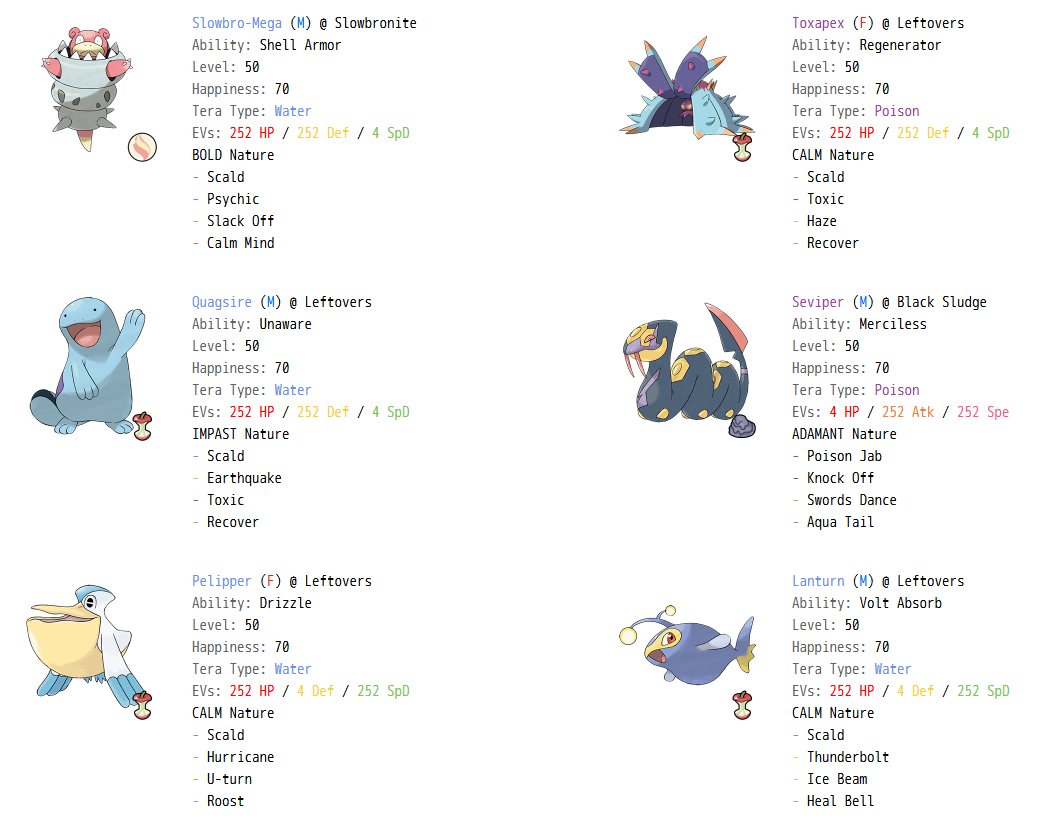 Slowbro-Mega (M) @ Slowbronite
Ability: Shell Armor
Level: 50
Happiness: 70
Tera Type: Water
EVs: 252 HP / 252 Def / 4 SpD
BOLD Nature
- Scald
- Psychic
- Slack Off
- Calm Mind
Toxapex (F) @ Leftovers
Ability: Regenerator
Level: 50
Happiness: 70
Tera Type: Poison
EVs: 252 HP / 252 Def / 4 SpD
CALM Nature
- Scald
- Toxic
- Haze
- Recover
Quagsire (M) @ Leftovers
Ability: Unaware
Level: 50
Happiness: 70
Tera Type: Water
EVs: 252 HP / 252 Def / 4 SpD
IMPAST Nature
- Scald
- Earthquake
- Toxic
- Recover
Seviper (M) @ Black Sludge
Ability: Merciless
Level: 50
Happiness: 70
Tera Type: Poison
EVs: 4 HP / 252 Atk / 252 Spe
ADAMANT Nature
- Poison Jab
- Knock Off
- Swords Dance
- Aqua Tail
Pelipper (F) @ Leftovers
Ability: Drizzle
Level: 50
Happiness: 70
Tera Type: Water
EVs: 252 HP / 4 Def / 252 SpD
CALM Nature
- Scald
- Hurricane
- U-turn
- Roost
Lanturn (M) @ Leftovers
Ability: Volt Absorb
Level: 50
Happiness: 70
Tera Type: Water
EVs: 252 HP / 4 Def / 252 SpD
CALM Nature
- Scald
- Thunderbolt
- Ice Beam
- Heal Bell